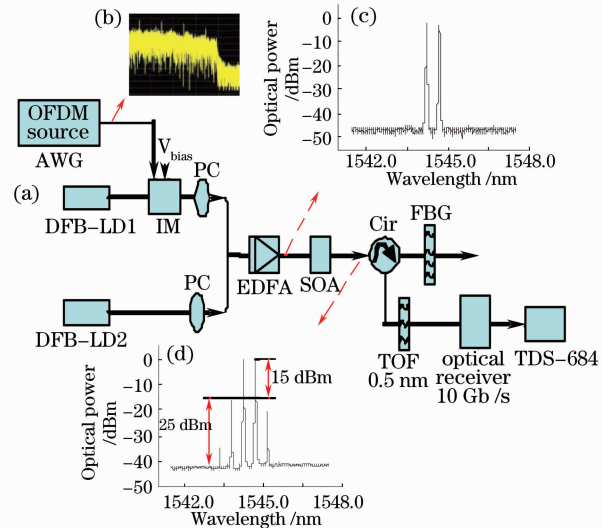 (b)
(c)
Optical power
/dBm
0
−10
−20
−30
−40
−50
1542.0 1545.0 1548.0
Wavelength /nm
OFDM
source
AWG
V bias
(a)
PC
DFB−LD1
IM
DFB−LD2
PC
EDFA
SOA
Cir
FBG
TOF
0.5 nm
optical
receiver
10 Gb /s
TDS−684
(d)
Optical power
/dBm
0
−10
−20
−30
−40
−50
15 dBm
25 dBm
1542.0 1545.0 1548.0
Wavelength /nm